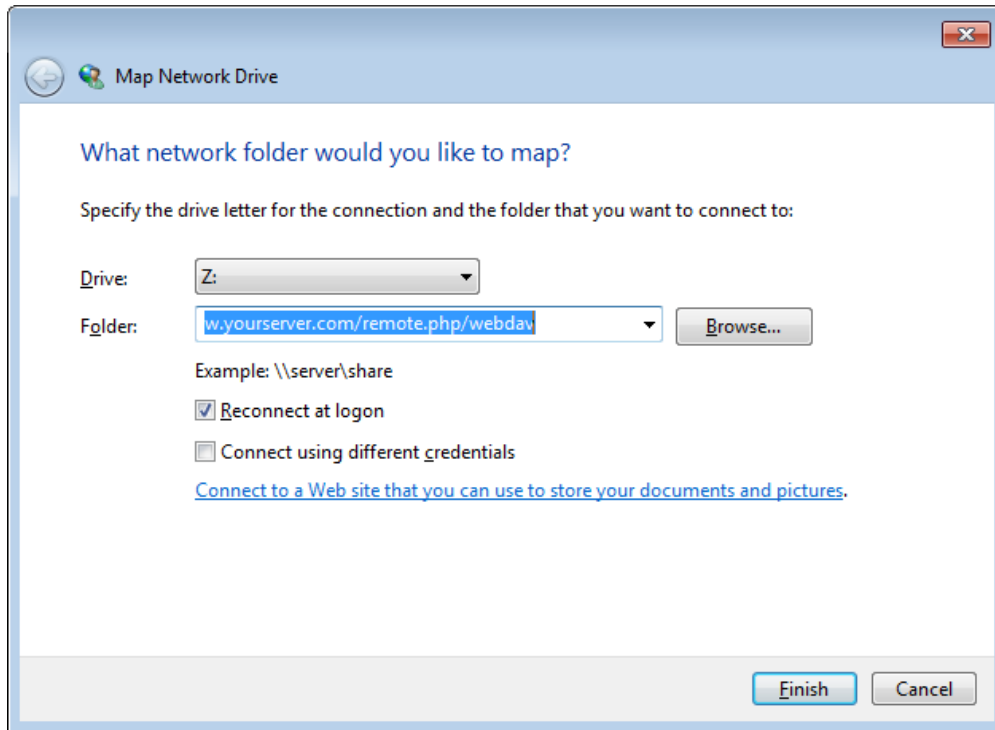 Map Network Drive
What network folder would you like to map?
Specify the drive letter for the connection and the folder that you want to connect to:
Drive: Z:
Folder: w.yourserver.com/remote.php/webdav Browse...
Example: \\server\share
Reconnect at logon
Connect using different credentials
Connect to a Web site that you can use to store your documents and pictures.
Finish Cancel